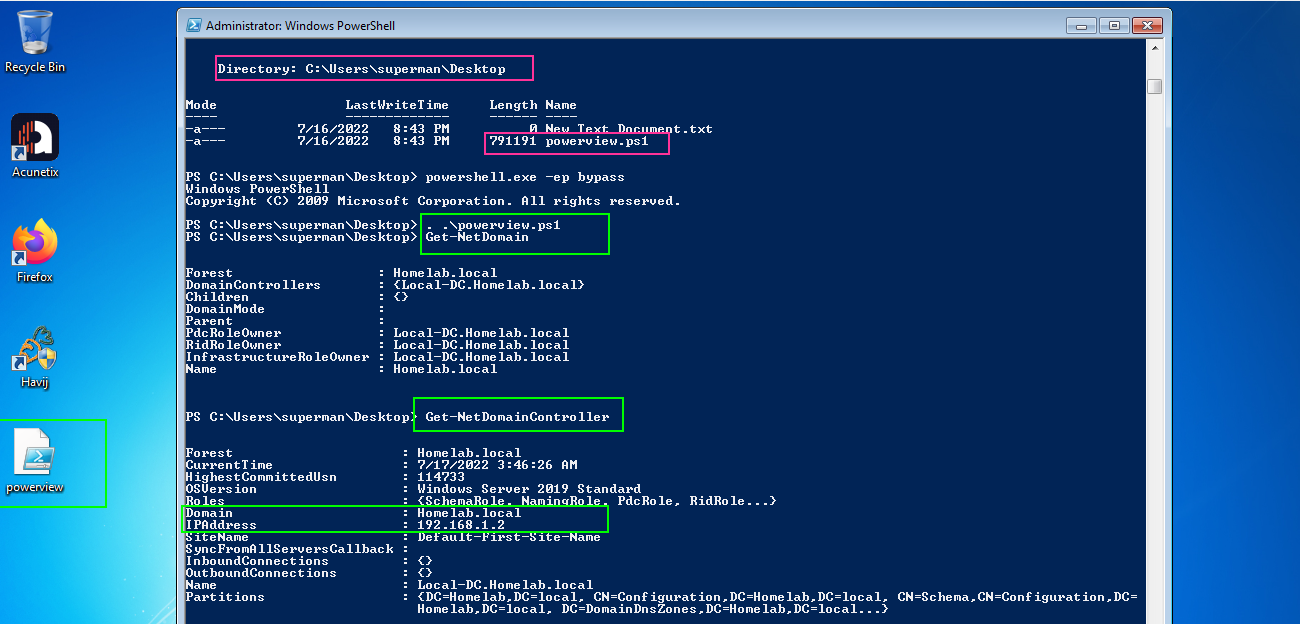 Administrator: Windows PowerShell
Recycle Bin
Acunetix
Firefox
Havij
powerview
Directory: C:\Users\superman\Desktop
Mode LastWriteTime Length Name
---- ------------- ------ ----
-a--- 7/16/2022 8:43 PM 0 New Text Document.txt
-a--- 7/16/2022 8:43 PM 791191 powerview.ps1
PS C:\Users\superman\Desktop> powershell.exe -ep bypass
Windows PowerShell
Copyright (C) 2009 Microsoft Corporation. All rights reserved.
PS C:\Users\superman\Desktop> . .\powerview.ps1
PS C:\Users\superman\Desktop> Get-NetDomain
Forest : Homelab.local
DomainControllers : {Local-DC.Homelab.local}
Children : {}
DomainMode :
Parent :
PdcRoleOwner : Local-DC.Homelab.local
RidRoleOwner : Local-DC.Homelab.local
InfrastructureRoleOwner : Local-DC.Homelab.local
Name : Homelab.local
PS C:\Users\superman\Desktop> Get-NetDomainController
Forest : Homelab.local
CurrentTime : 7/17/2022 3:46:26 AM
HighestCommittedUsn : 114733
OSVersion : Windows Server 2019 Standard
Roles : {SchemaRole, NamingRole, PdcRole, RidRole...}
Domain : Homelab.local
IPAddress : 192.168.1.2
SiteName : Default-First-Site-Name
SyncFromAllServersCallback :
InboundConnections : {}
OutboundConnections : {}
Name : Local-DC.Homelab.local
Partitions : {DC=Homelab,DC=local, CN=Configuration,DC=Homelab,DC=local, CN=Schema,CN=Configuration,DC=
Homelab,DC=local, DC=DomainDnsZones,DC=Homelab,DC=local...}